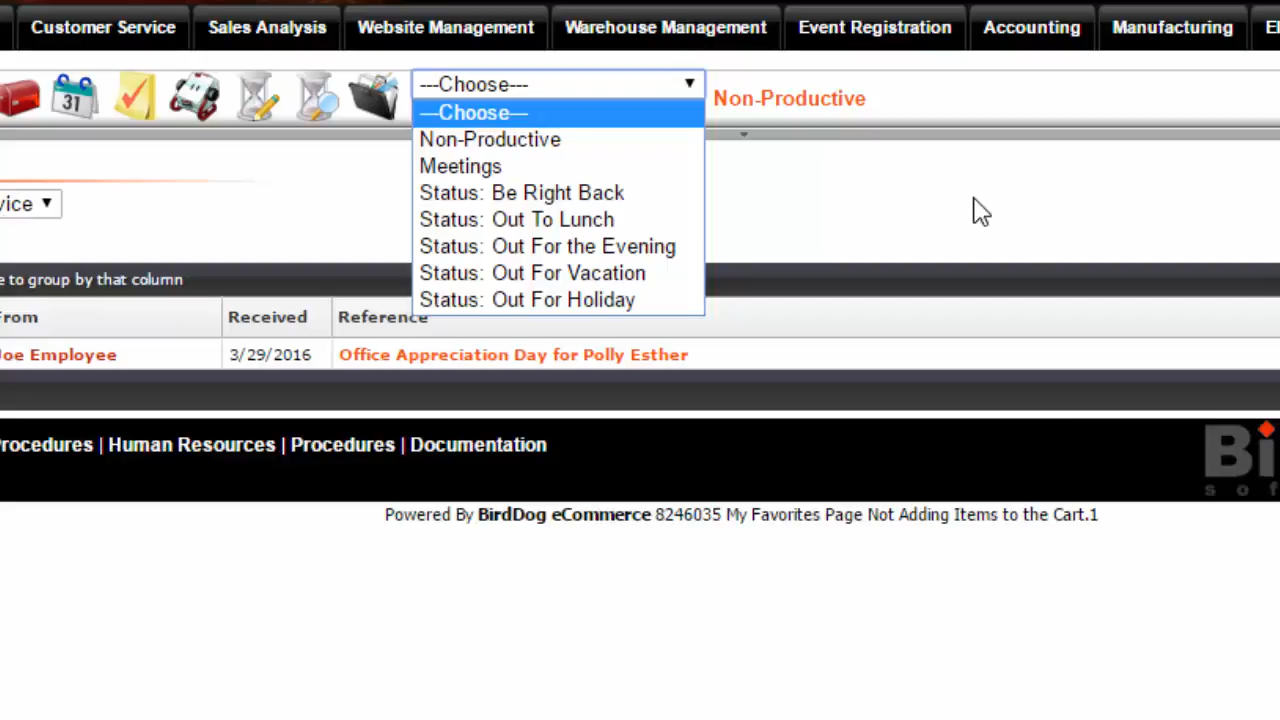 Customer Service Sales Analysis Website Management Warehouse Management Event Registration Accounting Manufacturing
31 ---Choose--- Non-Productive
---Choose---
Non-Productive
Meetings
Status: Be Right Back
vice Status: Out To Lunch
Status: Out For the Evening
Status: Out For Vacation
e to group by that column
Status: Out For Holiday
From Received Reference
Joe Employee 3/29/2016 Office Appreciation Day for Polly Esther
rocedures | Human Resources | Procedures | Documentation
Bi
sof
Powered By BirdDog eCommerce 8246035 My Favorites Page Not Adding Items to the Cart.1